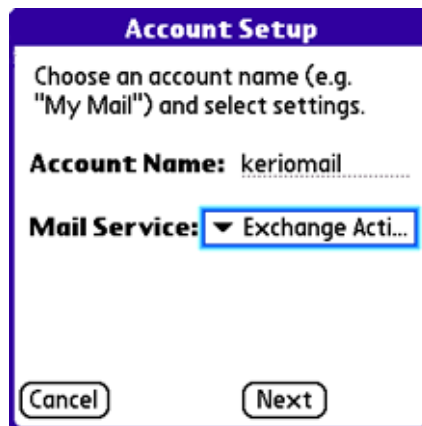 Account Setup
Choose an account name (e.g.
"My Mail") and select settings.
Account Name: keriomail
Mail Service: Exchange Acti...
Cancel Next